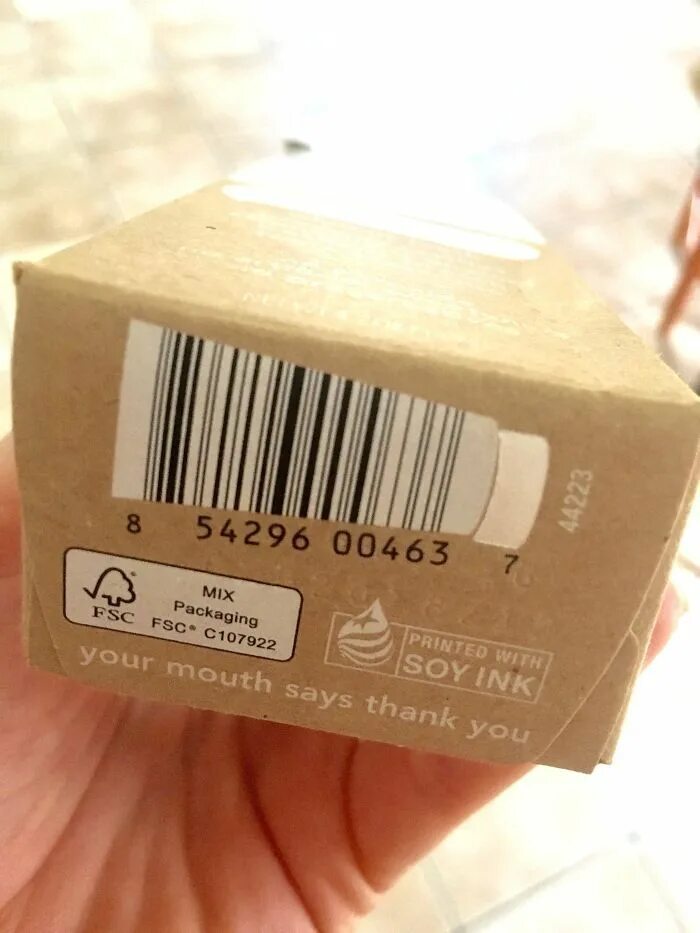 44223
8 54296 00463 7
FSC
MIX
Packaging
FSC® C107922
PRINTED WITH
SOY INK
your mouth says thank you